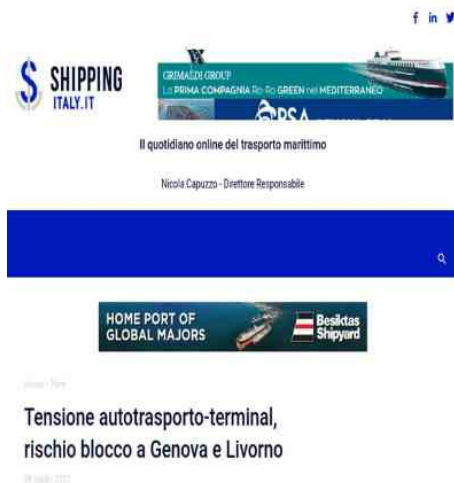 f in
SHIPPING
ITALY.IT
GRIMALDI GROUP
LA PRIMA COMPAGNIA RO-RO GREEN NEL MEDITERRANEO
PSA
Il quotidiano online del trasporto marittimo
Nicola Capuzzo - Direttore Responsabile
HOME PORT OF
GLOBAL MAJORS
Besiktas
Shipyard
Tensione autotrasporto-terminal,
rischio blocco a Genova e Livorno